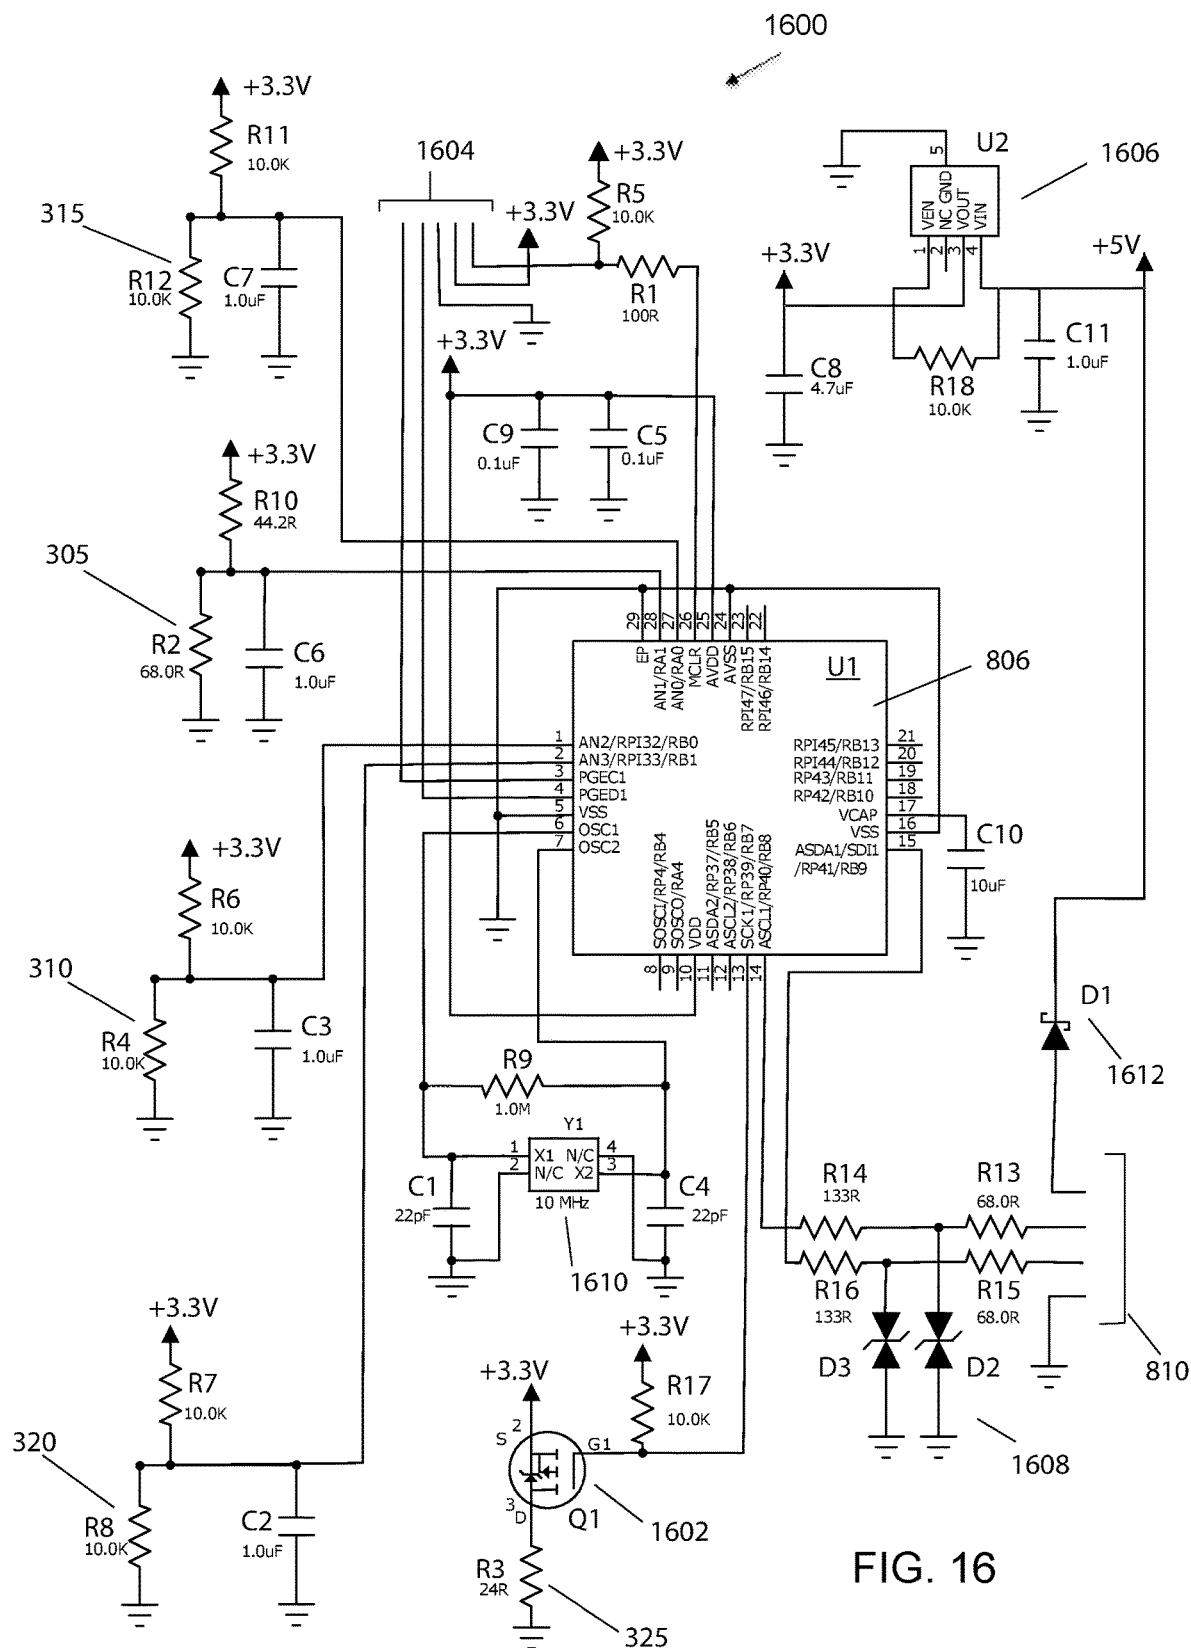 1600
+3.3V
R11
10.0K
315
R12
10.0K
C7
1.0uF
1604
+3.3V
R5
10.0K
+3.3V
R1
100R
U2
5
1606
VEN
NC GND
VOUT
VIN
1
2
3
4
+3.3V
+5V
C8
4.7uF
R18
10.0K
C11
1.0uF
+3.3V
C9
0.1uF
C5
0.1uF
+3.3V
R10
44.2R
305
R2
68.0R
C6
1.0uF
29
28
27
26
25
24
23
22
EP
AN1/RA1
AN0/RA0
MCLR
AVDD
AVSS
RPI47/RB15
RPI46/RB14
U1
806
1
AN2/RPI32/RB0
2
AN3/RPI33/RB1
3
PGEC1
4
PGED1
5
VSS
6
OSC1
7
OSC2
RPI45/RB13
21
RPI44/RB12
20
RP43/RB11
19
RP42/RB10
18
VCAP
17
VSS
16
ASDA1/SDI1
15
/RP41/RB9
SOSCI/RP4/RB4
SOSCO/RA4
VDD
ASDA2/RP37/RB5
ASCL2/RP38/RB6
SCK1/RP39/RB7
ASCL1/RP40/RB8
8
9
10
11
12
13
14
C10
10uF
+3.3V
R6
10.0K
310
R4
10.0K
C3
1.0uF
D1
1612
R9
1.0M
Y1
1
X1
N/C
4
2
N/C
X2
3
10 MHz
C1
22pF
C4
22pF
1610
R14
133R
R13
68.0R
R16
133R
R15
68.0R
D3
D2
810
1608
+3.3V
R7
10.0K
320
R8
10.0K
C2
1.0uF
+3.3V
R17
10.0K
+3.3V
S
2
G1
3
D
Q1
1602
R3
24R
325
FIG. 16